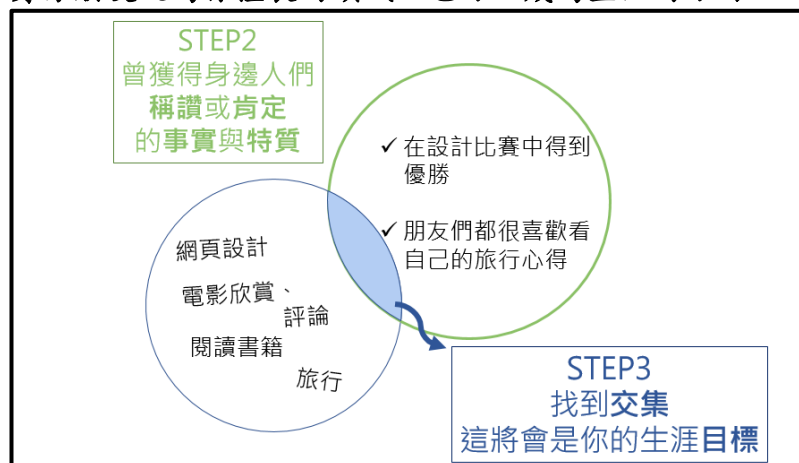 STEP2
曾獲得身邊人們
稱讚或肯定
的事實與特質
✓ 在設計比賽中得到
優勝
✓ 朋友們都很喜歡看
自己的旅行心得
網頁設計
電影欣賞、
評論
閱讀書籍
旅行
STEP3
找到交集
這將會是你的生涯目標